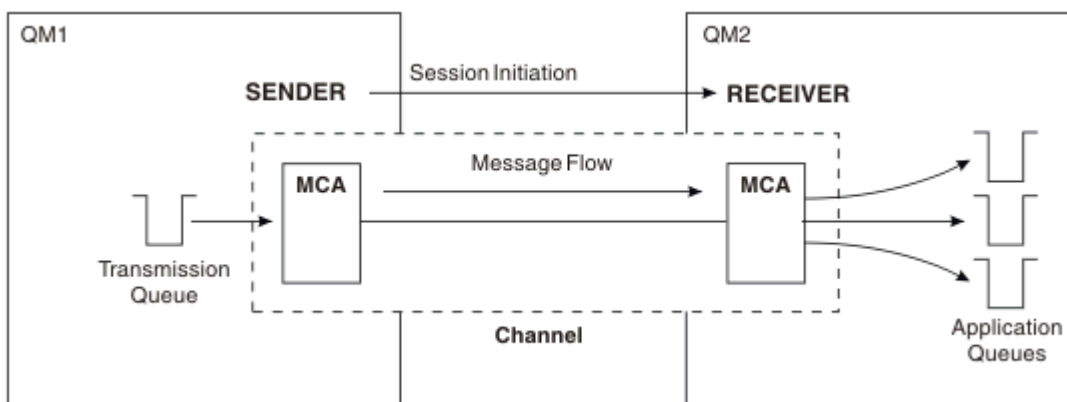 QM1
QM2
Session Initiation
SENDER
RECEIVER
Message Flow
MCA
MCA
Transmission
Queue
Channel
Application
Queues